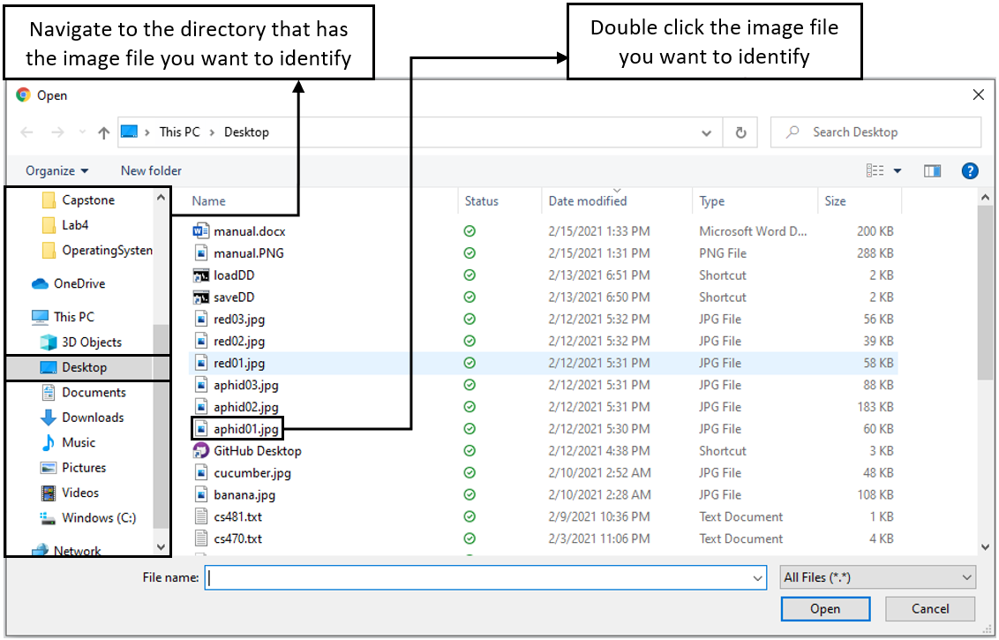 Navigate to the directory that has
the image file you want to identify
Double click the image file
you want to identify
Open
This PC > Desktop
Search Desktop
Organize
New folder
?
Capstone
Lab4
OperatingSysten
OneDrive
This PC
3D Objects
Desktop
Documents
Downloads
Music
Pictures
Videos
Windows (C:)
Network
Name Status Date modified Type Size
manual.docx 2/15/2021 1:33 PM Microsoft Word D... 200 KB
manual.PNG 2/15/2021 1:31 PM PNG File 288 KB
loadDD 2/13/2021 6:51 PM Shortcut 2 KB
saveDD 2/13/2021 6:50 PM Shortcut 2 KB
red03.jpg 2/12/2021 5:32 PM JPG File 56 KB
red02.jpg 2/12/2021 5:32 PM JPG File 39 KB
red01.jpg 2/12/2021 5:31 PM JPG File 58 KB
aphid03.jpg 2/12/2021 5:31 PM JPG File 88 KB
aphid02.jpg 2/12/2021 5:31 PM JPG File 183 KB
aphid01.jpg 2/12/2021 5:30 PM JPG File 60 KB
GitHub Desktop 2/12/2021 4:38 PM Shortcut 3 KB
cucumber.jpg 2/10/2021 2:52 AM JPG File 48 KB
banana.jpg 2/10/2021 2:28 AM JPG File 108 KB
cs481.txt 2/9/2021 10:36 PM Text Document 1 KB
cs470.txt 2/3/2021 11:06 PM Text Document 4 KB
File name:
All Files (*.*)
Open
Cancel